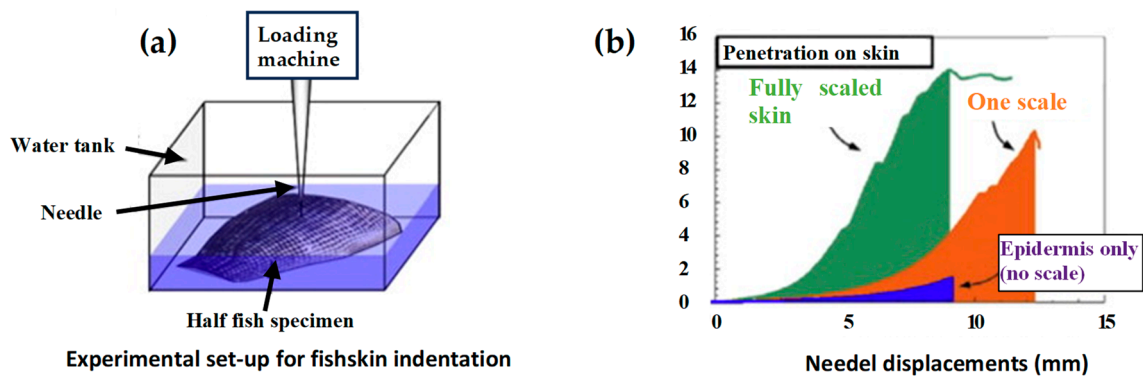 (a)
Loading
machine
Water tank
Needle
Half fish specimen
Experimental set-up for fishskin indentation
(b)
16
14
12
10
8
6
4
2
0
Penetration on skin
Fully scaled
skin
One scale
Epidermis only
(no scale)
0
5
10
15
Needel displacements (mm)